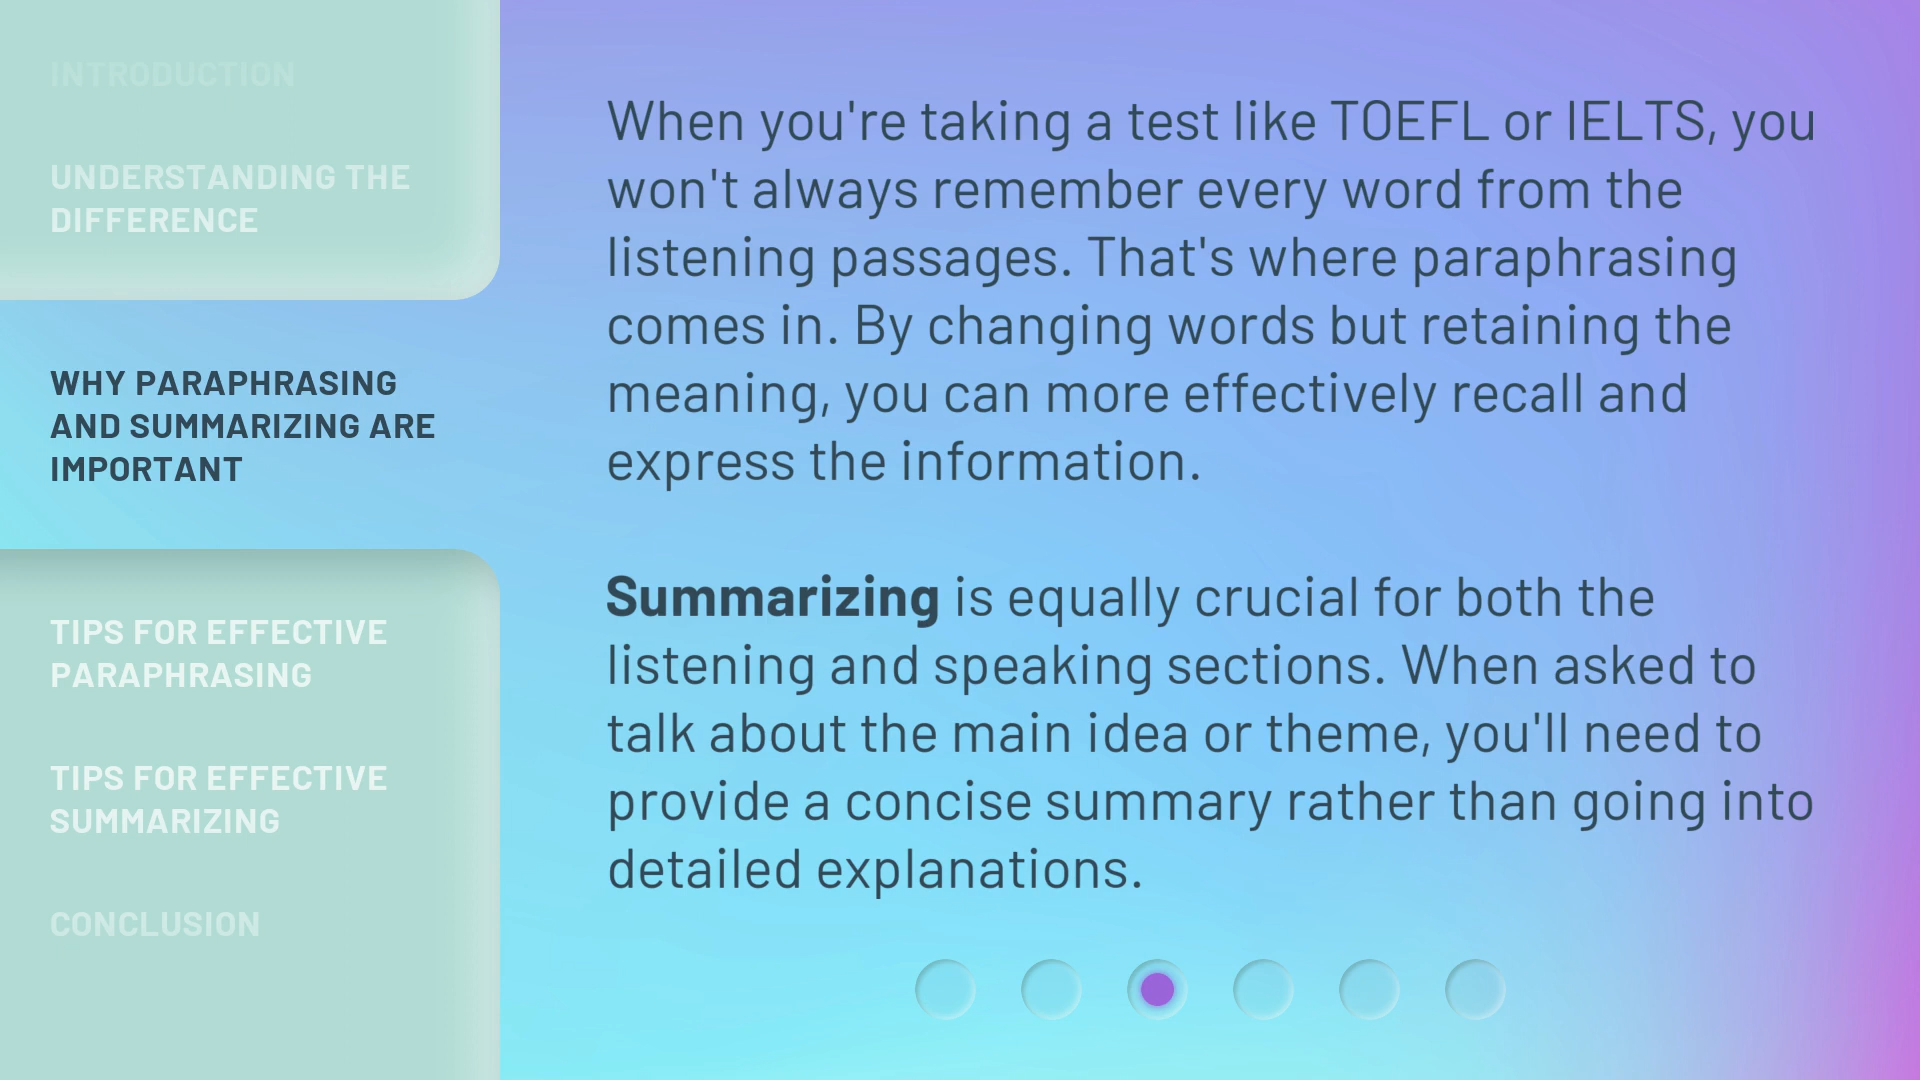 INTRODUCTION
UNDERSTANDING THE
DIFFERENCE
WHY PARAPHRASING
AND SUMMARIZING ARE
IMPORTANT
TIPS FOR EFFECTIVE
PARAPHRASING
TIPS FOR EFFECTIVE
SUMMARIZING
CONCLUSION
When you're taking a test like TOEFL or IELTS, you
won't always remember every word from the
listening passages. That's where paraphrasing
comes in. By changing words but retaining the
meaning, you can more effectively recall and
express the information.
Summarizing is equally crucial for both the
listening and speaking sections. When asked to
talk about the main idea or theme, you'll need to
provide a concise summary rather than going into
detailed explanations.